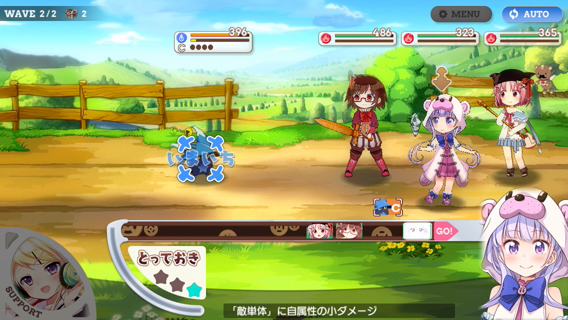 WAVE 2/2 2
MENU
AUTO
396
C
486
323
365
いまいち
C
GO!
とっておき
SUPPORT
「敵単体」に自属性の小ダメージ